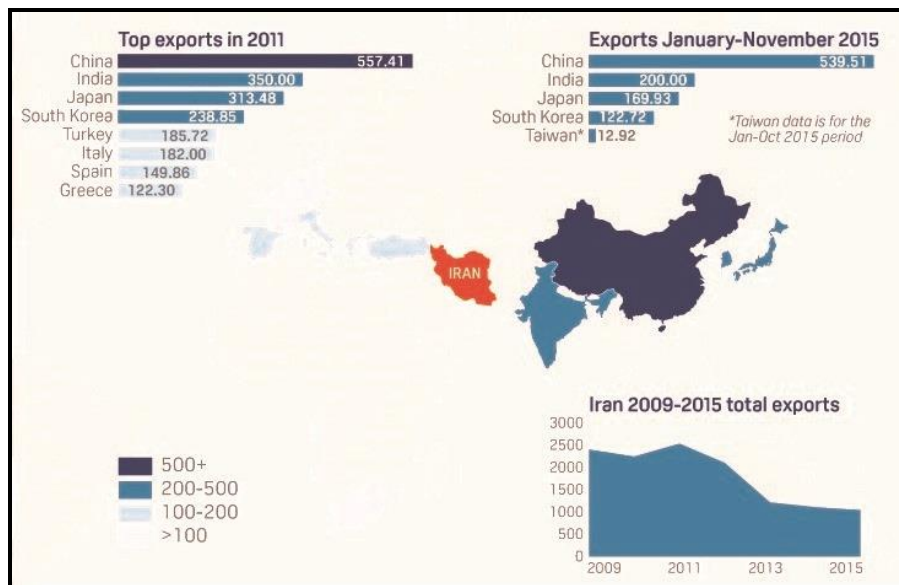 Top exports in 2011
China 557.41
India 350.00
Japan 313.48
South Korea 238.85
Turkey 185.72
Italy 182.00
Spain 149.86
Greece 122.30
Exports January-November 2015
China 539.51
India 200.00
Japan 169.93
South Korea 122.72
Taiwan* 12.92
*Taiwan data is for the
Jan-Oct 2015 period
IRAN
500+
200-500
100-200
>100
Iran 2009-2015 total exports
3000
2500
2000
1500
1000
500
0
2009 2011 2013 2015